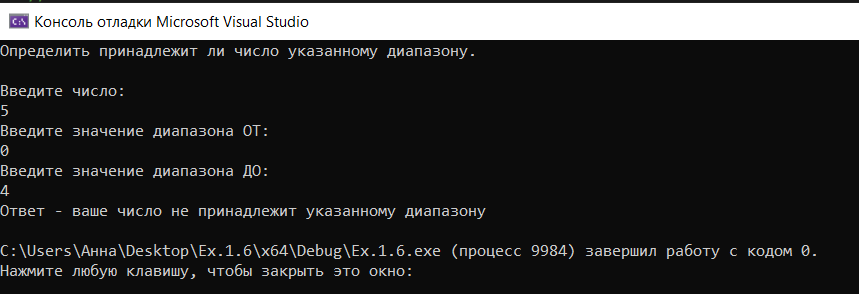 Консоль отладки Microsoft Visual Studio
Определить принадлежит ли число указанному диапазону.
Введите число:
5
Введите значение диапазона ОТ:
0
Введите значение диапазона ДО:
4
Ответ - ваше число не принадлежит указанному диапазону
C:\Users\Анна\Desktop\Ex.1.6\x64\Debug\Ex.1.6.exe (процесс 9984) завершил работу с кодом 0.
Нажмите любую клавишу, чтобы закрыть это окно: